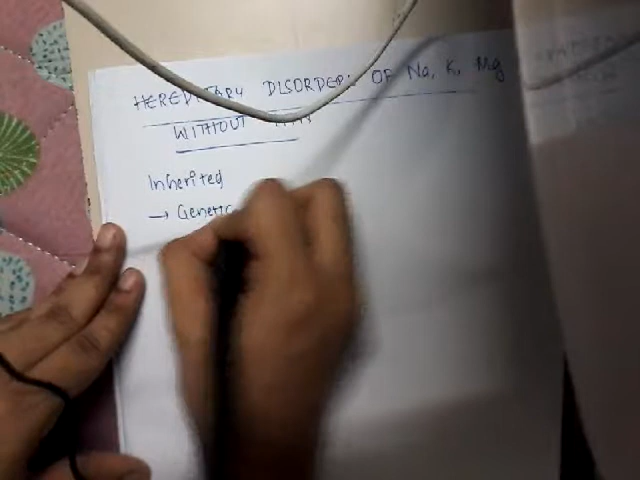 HEREDITARY DISORDERS OF Na, K, Mg
WITHOUT
Inherited
→ Genetic